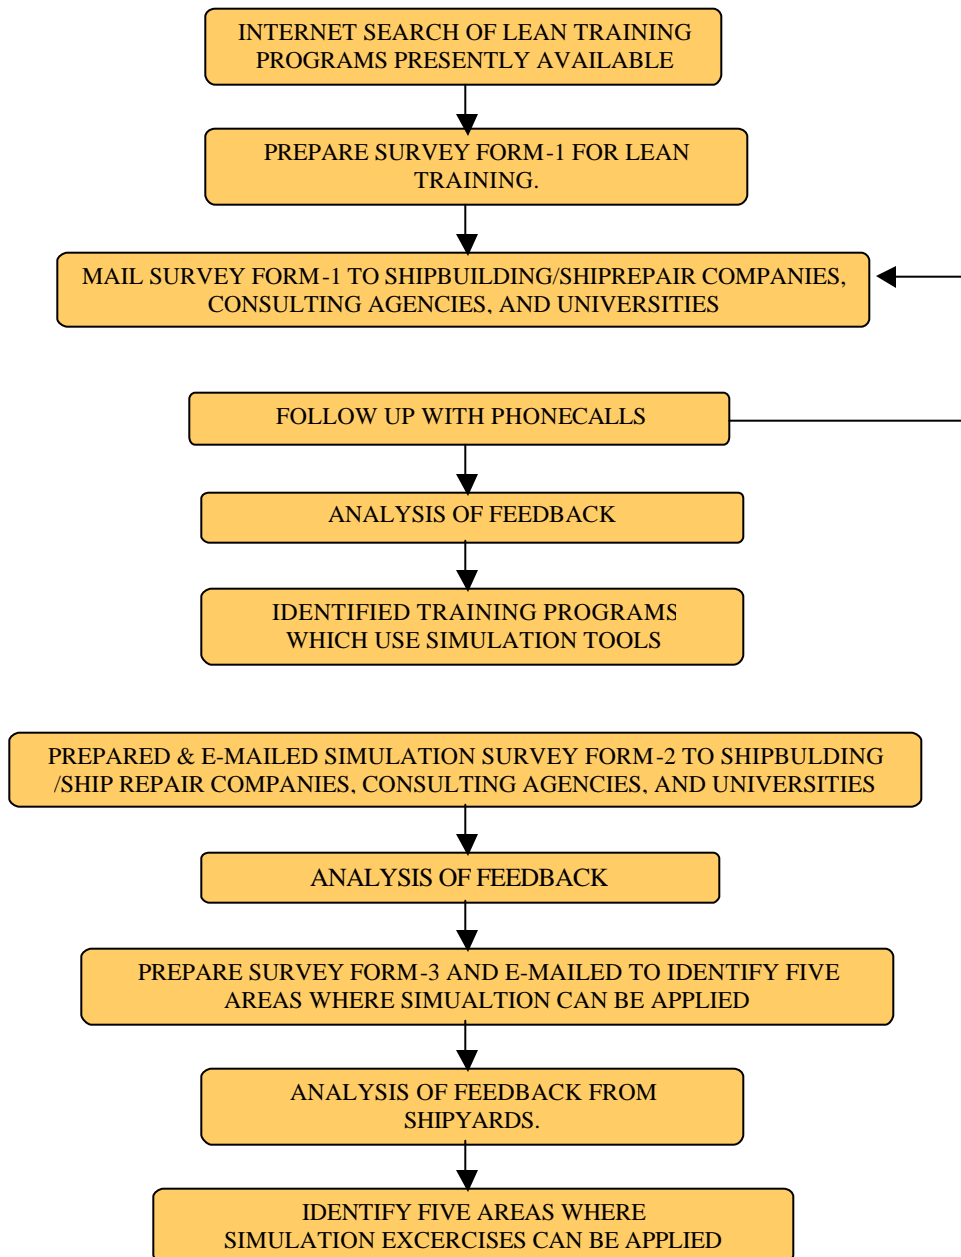 INTERNET SEARCH OF LEAN TRAINING
PROGRAMS PRESENTLY AVAILABLE
PREPARE SURVEY FORM-1 FOR LEAN
TRAINING.
MAIL SURVEY FORM-1 TO SHIPBUILDING/SHIPREPAIR COMPANIES,
CONSULTING AGENCIES, AND UNIVERSITIES
FOLLOW UP WITH PHONECALLS
ANALYSIS OF FEEDBACK
IDENTIFIED TRAINING PROGRAMS
WHICH USE SIMULATION TOOLS
PREPARED & E-MAILED SIMULATION SURVEY FORM-2 TO SHIPBULDING
/SHIP REPAIR COMPANIES, CONSULTING AGENCIES, AND UNIVERSITIES
ANALYSIS OF FEEDBACK
PREPARE SURVEY FORM-3 AND E-MAILED TO IDENTIFY FIVE
AREAS WHERE SIMUALTION CAN BE APPLIED
ANALYSIS OF FEEDBACK FROM
SHIPYARDS.
IDENTIFY FIVE AREAS WHERE
SIMULATION EXCERCISES CAN BE APPLIED